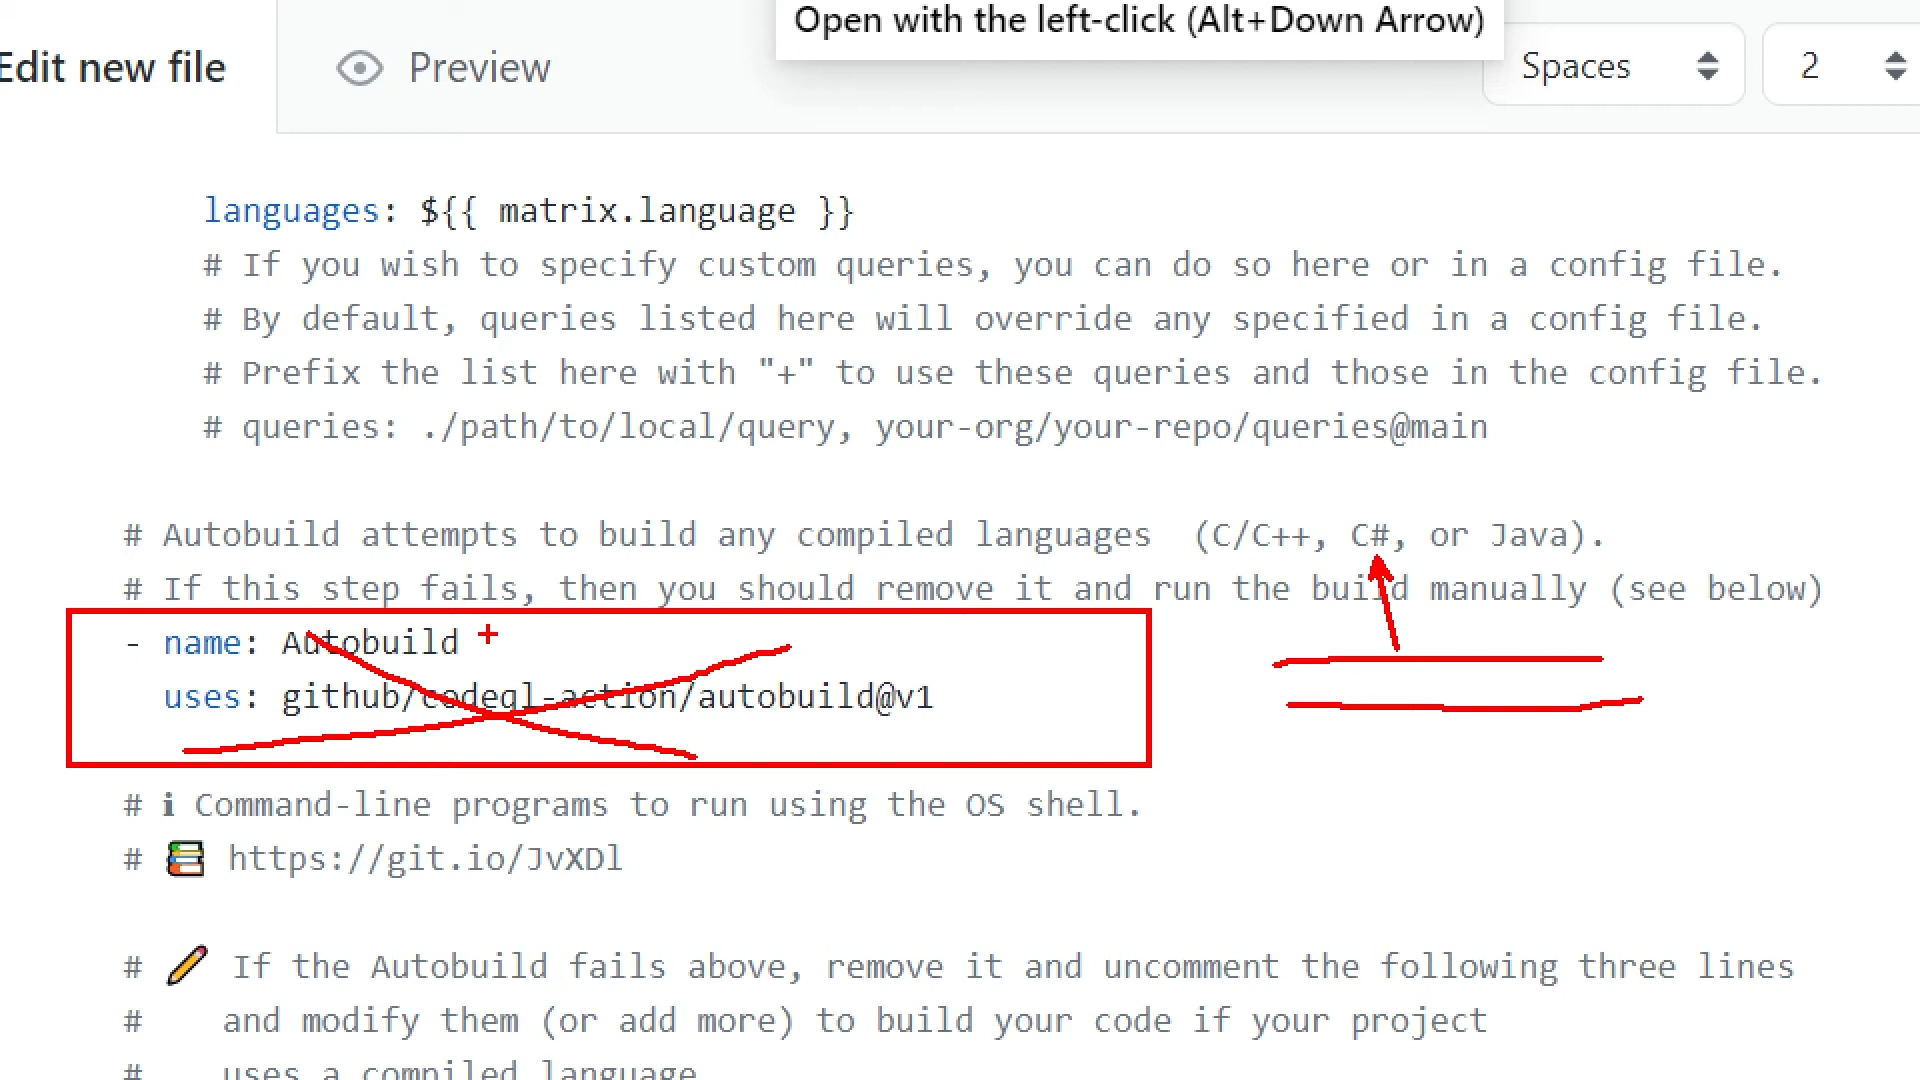 Open with the left-click (Alt+Down Arrow)
Edit new file
Preview
Spaces
2
languages: ${{ matrix.language }}
# If you wish to specify custom queries, you can do so here or in a config file.
# By default, queries listed here will override any specified in a config file.
# Prefix the list here with "+" to use these queries and those in the config file.
# queries: ./path/to/local/query, your-org/your-repo/queries@main
# Autobuild attempts to build any compiled languages  (C/C++, C#, or Java).
# If this step fails, then you should remove it and run the build manually (see below)
- name: Autobuild
uses: github/codeql-action/autobuild@v1
# ℹ Command-line programs to run using the OS shell.
# 📚 https://git.io/JvXDl
# ✏️ If the Autobuild fails above, remove it and uncomment the following three lines
#    and modify them (or add more) to build your code if your project
#    uses a compiled language